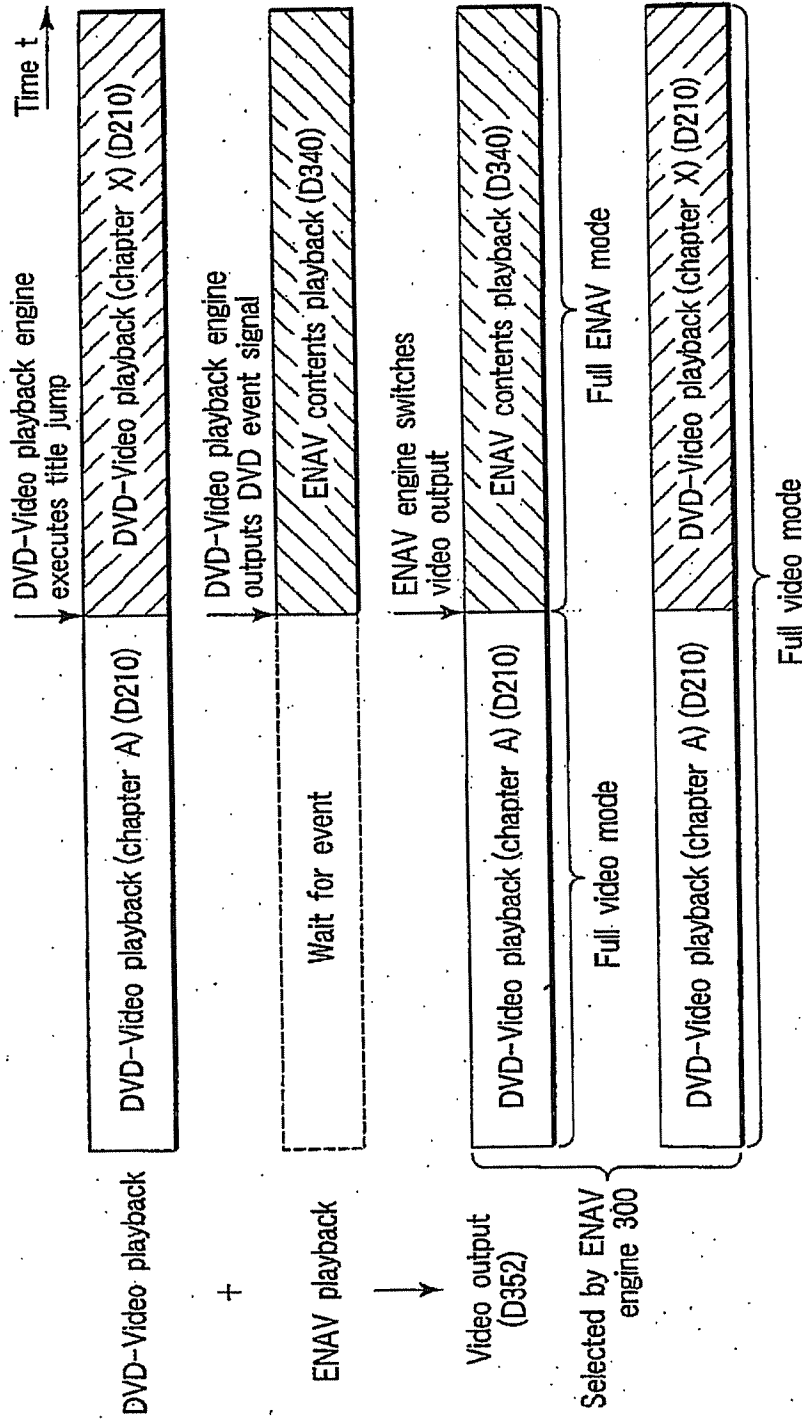 Time t
DVD-Video playback engine
executes title jump
DVD-Video playback
DVD-Video playback (chapter A) (D210)
DVD-Video playback (chapter X) (D210)
+
DVD-Video playback engine
outputs DVD event signal
ENAV playback
Wait for event
ENAV contents playback (D340)
ENAV engine switches
video output
Video output
(D352)
DVD-Video playback (chapter A) (D210)
ENAV contents playback (D340)
Full video mode
Full ENAV mode
Selected by ENAV
engine 300
DVD-Video playback (chapter A) (D210)
DVD-Video playback (chapter X) (D210)
Full video mode